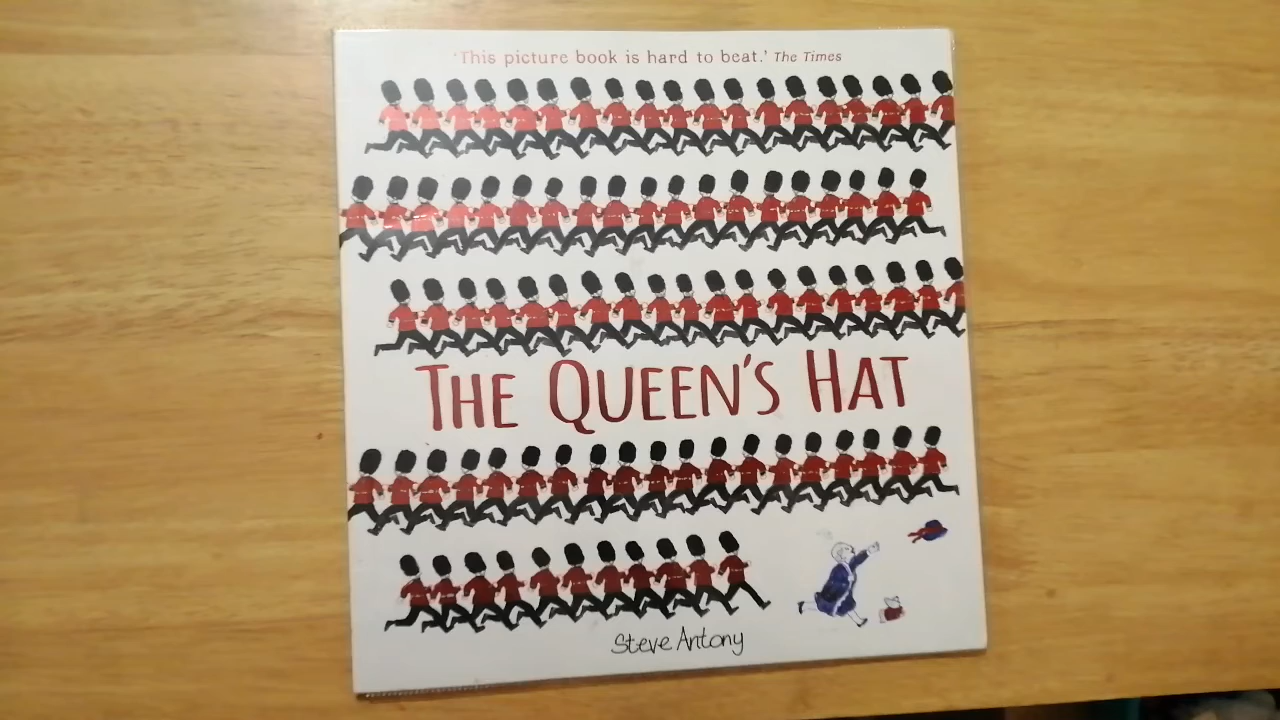 'This picture book is hard to beat.' The Times
THE QUEEN'S HAT
Steve Antony